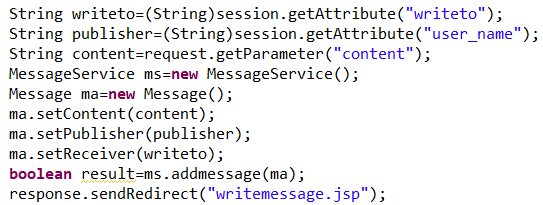 String writeto=(String)session.getAttribute("writeto");
String publisher=(String)session.getAttribute("user_name");
String content=request.getParameter("content");
MessageService ms=new MessageService();
Message ma=new Message();
ma.setContent(content);
ma.setPublisher(publisher);
ma.setReceiver(writeto);
boolean result=ms.addmessage(ma);
response.sendRedirect("writemessage.jsp");